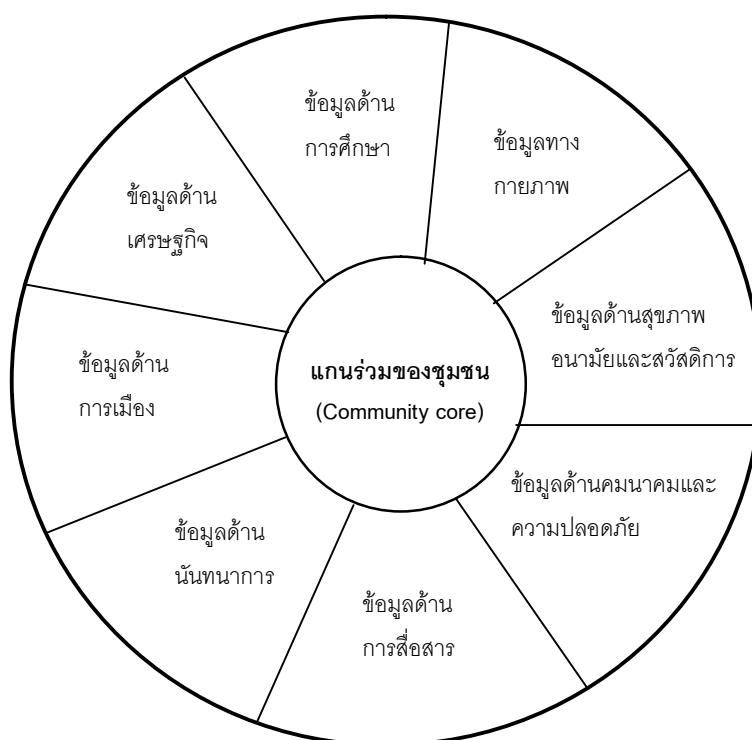 ข้อมูลด้าน
การศึกษา
ข้อมูลทาง
กายภาพ
ข้อมูลด้าน
เศรษฐกิจ
ข้อมูลด้านสุขภาพ
อนามัยและสวัสดิการ
แกนร่วมของชุมชน
(Community core)
ข้อมูลด้าน
การเมือง
ข้อมูลด้านคมนาคมและ
ความปลอดภัย
ข้อมูลด้าน
นันทนาการ
ข้อมูลด้าน
การสื่อสาร